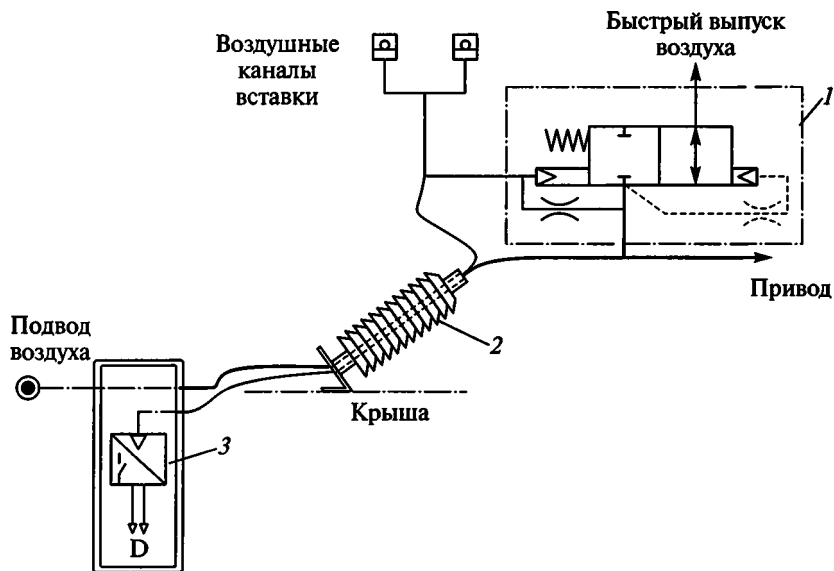 Воздушные
каналы
вставки
Быстрый выпуск
воздуха
1
Привод
2
Подвод
воздуха
Крыша
3
D